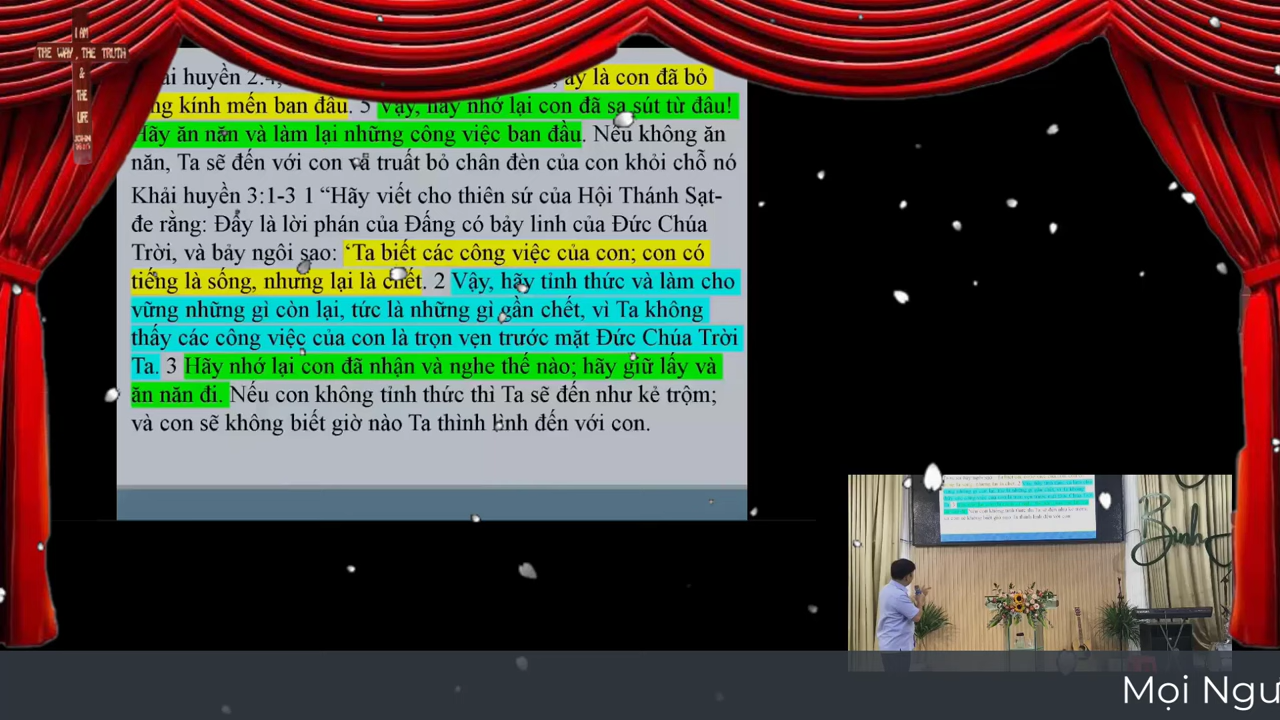 I AM
THE WAY, THE TRUTH
&
THE
LIFE
huyền 2:4, ấy là con đã bỏ
kính mến ban đầu. 5 Vậy, hãy nhớ lại con đã sa sút từ đâu!
Hãy ăn năn và làm lại những công việc ban đầu. Nếu không ăn
năn, Ta sẽ đến với con và truất bỏ chân đèn của con khỏi chỗ nó
Khải huyền 3:1-3 1 “Hãy viết cho thiên sứ của Hội Thánh Sạt-
đe rằng: Đây là lời phán của Đấng có bảy linh của Đức Chúa
Trời, và bảy ngôi sao: ‘Ta biết các công việc của con; con có
tiếng là sống, nhưng lại là chết. 2 Vậy, hãy tỉnh thức và làm cho
vững những gì còn lại, tức là những gì gần chết, vì Ta không
thấy các công việc của con là trọn vẹn trước mặt Đức Chúa Trời
Ta. 3 Hãy nhớ lại con đã nhận và nghe thế nào; hãy giữ lấy và
ăn năn đi. Nếu con không tỉnh thức thì Ta sẽ đến như kẻ trộm;
và con sẽ không biết giờ nào Ta thình lình đến với con.
Bình
Mọi Ngư